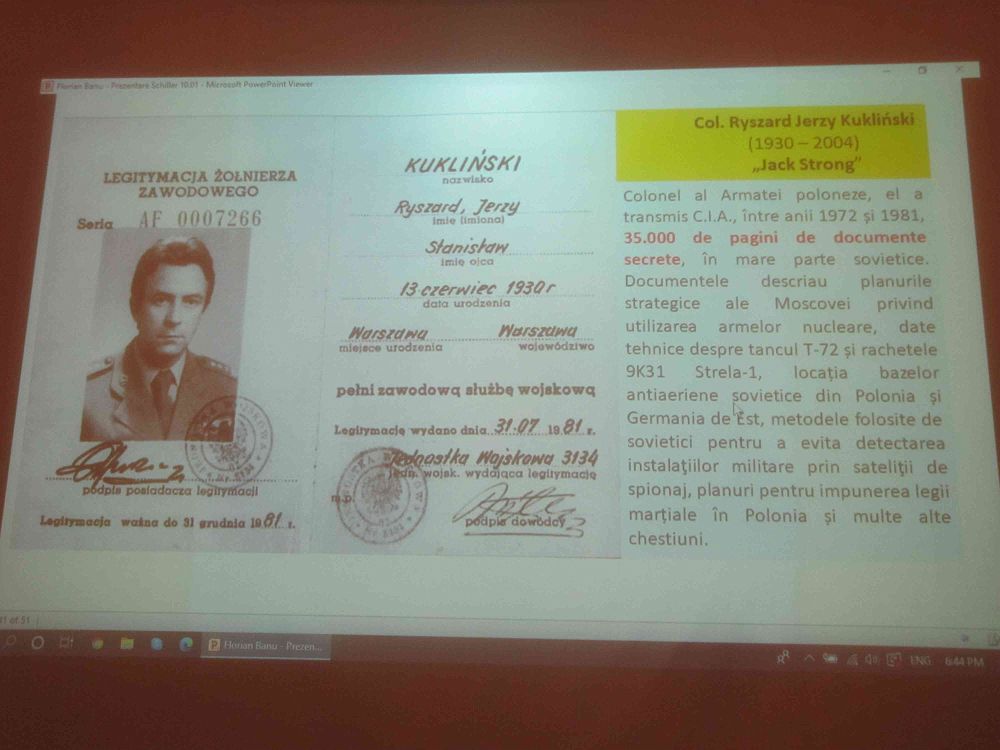 Florian Banu - Prezentare Schiller 10.01 - Microsoft PowerPoint Viewer
LEGITYMACJA ŻOŁNIERZA
ZAWODOWEGO
Seria AF 0007266
podpis posiadacza legitymacji
Legitymacja ważna do 31 grudnia 1981 r.
KUKLIŃSKI
nazwisko
Ryszard, Jerzy
imię (imiona)
Stanisław
imię ojca
13 czerwiec 1930 r
data urodzenia
Warszawa Warszawa
miejsce urodzenia województwo
pełni zawodową służbę wojskową
Legitymację wydano dnia 31.07 1981 r.
Jednostka Wojskowa 3134
jedn. wojsk. wydająca legitymację
m.p.
podpis dowódcy
Col. Ryszard Jerzy Kukliński
(1930 – 2004)
„Jack Strong”
Colonel al Armatei poloneze, el a
transmis C.I.A., între anii 1972 și 1981,
35.000 de pagini de documente
secrete, în mare parte sovietice.
Documentele descriau planurile
strategice ale Moscovei privind
utilizarea armelor nucleare, date
tehnice despre tancul T-72 și rachetele
9K31 Strela-1, locația bazelor
antiaeriene sovietice din Polonia și
Germania de Est, metodele folosite de
sovietici pentru a evita detectarea
instalațiilor militare prin sateliții de
spionaj, planuri pentru impunerea legii
marțiale în Polonia și multe alte
chestiuni.
41 of 51
Florian Banu - Prezen...
ENG 6:44 PM